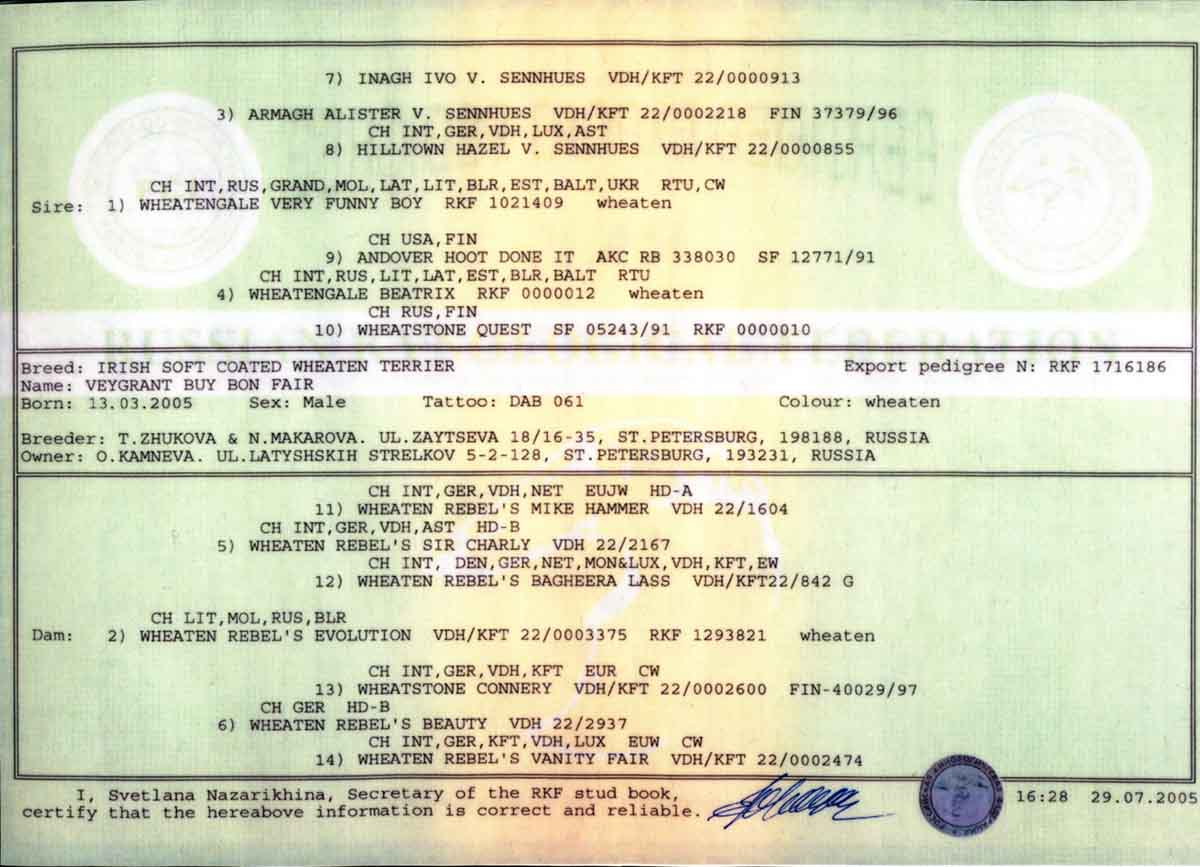 7) INAGH IVO V. SENNHUES VDH/KFT 22/0000913
3) ARMAGH ALISTER V. SENNHUES VDH/KFT 22/0002218 FIN 37379/96
CH INT,GER,VDH,LUX,AST
8) HILLTOWN HAZEL V. SENNHUES VDH/KFT 22/0000855
CH INT,RUS,GRAND,MOL,LAT,LIT,BLR,EST,BALT,UKR RTU,CW
Sire: 1) WHEATENGALE VERY FUNNY BOY RKF 1021409 wheaten
CH USA,FIN
9) ANDOVER HOOT DONE IT AKC RB 338030 SF 12771/91
CH INT,RUS,LIT,LAT,EST,BLR,BALT RTU
4) WHEATENGALE BEATRIX RKF 0000012 wheaten
CH RUS,FIN
10) WHEATSTONE QUEST SF 05243/91 RKF 0000010
RUSSIAN KYNOLOGICAL FEDERATION
Breed: IRISH SOFT COATED WHEATEN TERRIER Export pedigree N: RKF 1716186
Name: VEYGRANT BUY BON FAIR
Born: 13.03.2005 Sex: Male Tattoo: DAB 061 Colour: wheaten
Breeder: T.ZHUKOVA & N.MAKAROVA. UL.ZAYTSEVA 18/16-35, ST.PETERSBURG, 198188, RUSSIA
Owner: O.KAMNEVA. UL.LATYSHSKIH STRELKOV 5-2-128, ST.PETERSBURG, 193231, RUSSIA
CH INT,GER,VDH,NET EUJW HD-A
11) WHEATEN REBEL'S MIKE HAMMER VDH 22/1604
CH INT,GER,VDH,AST HD-B
5) WHEATEN REBEL'S SIR CHARLY VDH 22/2167
CH INT, DEN,GER,NET,MON&LUX,VDH,KFT,EW
12) WHEATEN REBEL'S BAGHEERA LASS VDH/KFT22/842 G
CH LIT,MOL,RUS,BLR
Dam: 2) WHEATEN REBEL'S EVOLUTION VDH/KFT 22/0003375 RKF 1293821 wheaten
CH INT,GER,VDH,KFT EUR CW
13) WHEATSTONE CONNERY VDH/KFT 22/0002600 FIN-40029/97
CH GER HD-B
6) WHEATEN REBEL'S BEAUTY VDH 22/2937
CH INT,GER,KFT,VDH,LUX EUW CW
14) WHEATEN REBEL'S VANITY FAIR VDH/KFT 22/0002474
I, Svetlana Nazarikhina, Secretary of the RKF stud book,
certify that the hereabove information is correct and reliable.
16:28 29.07.2005